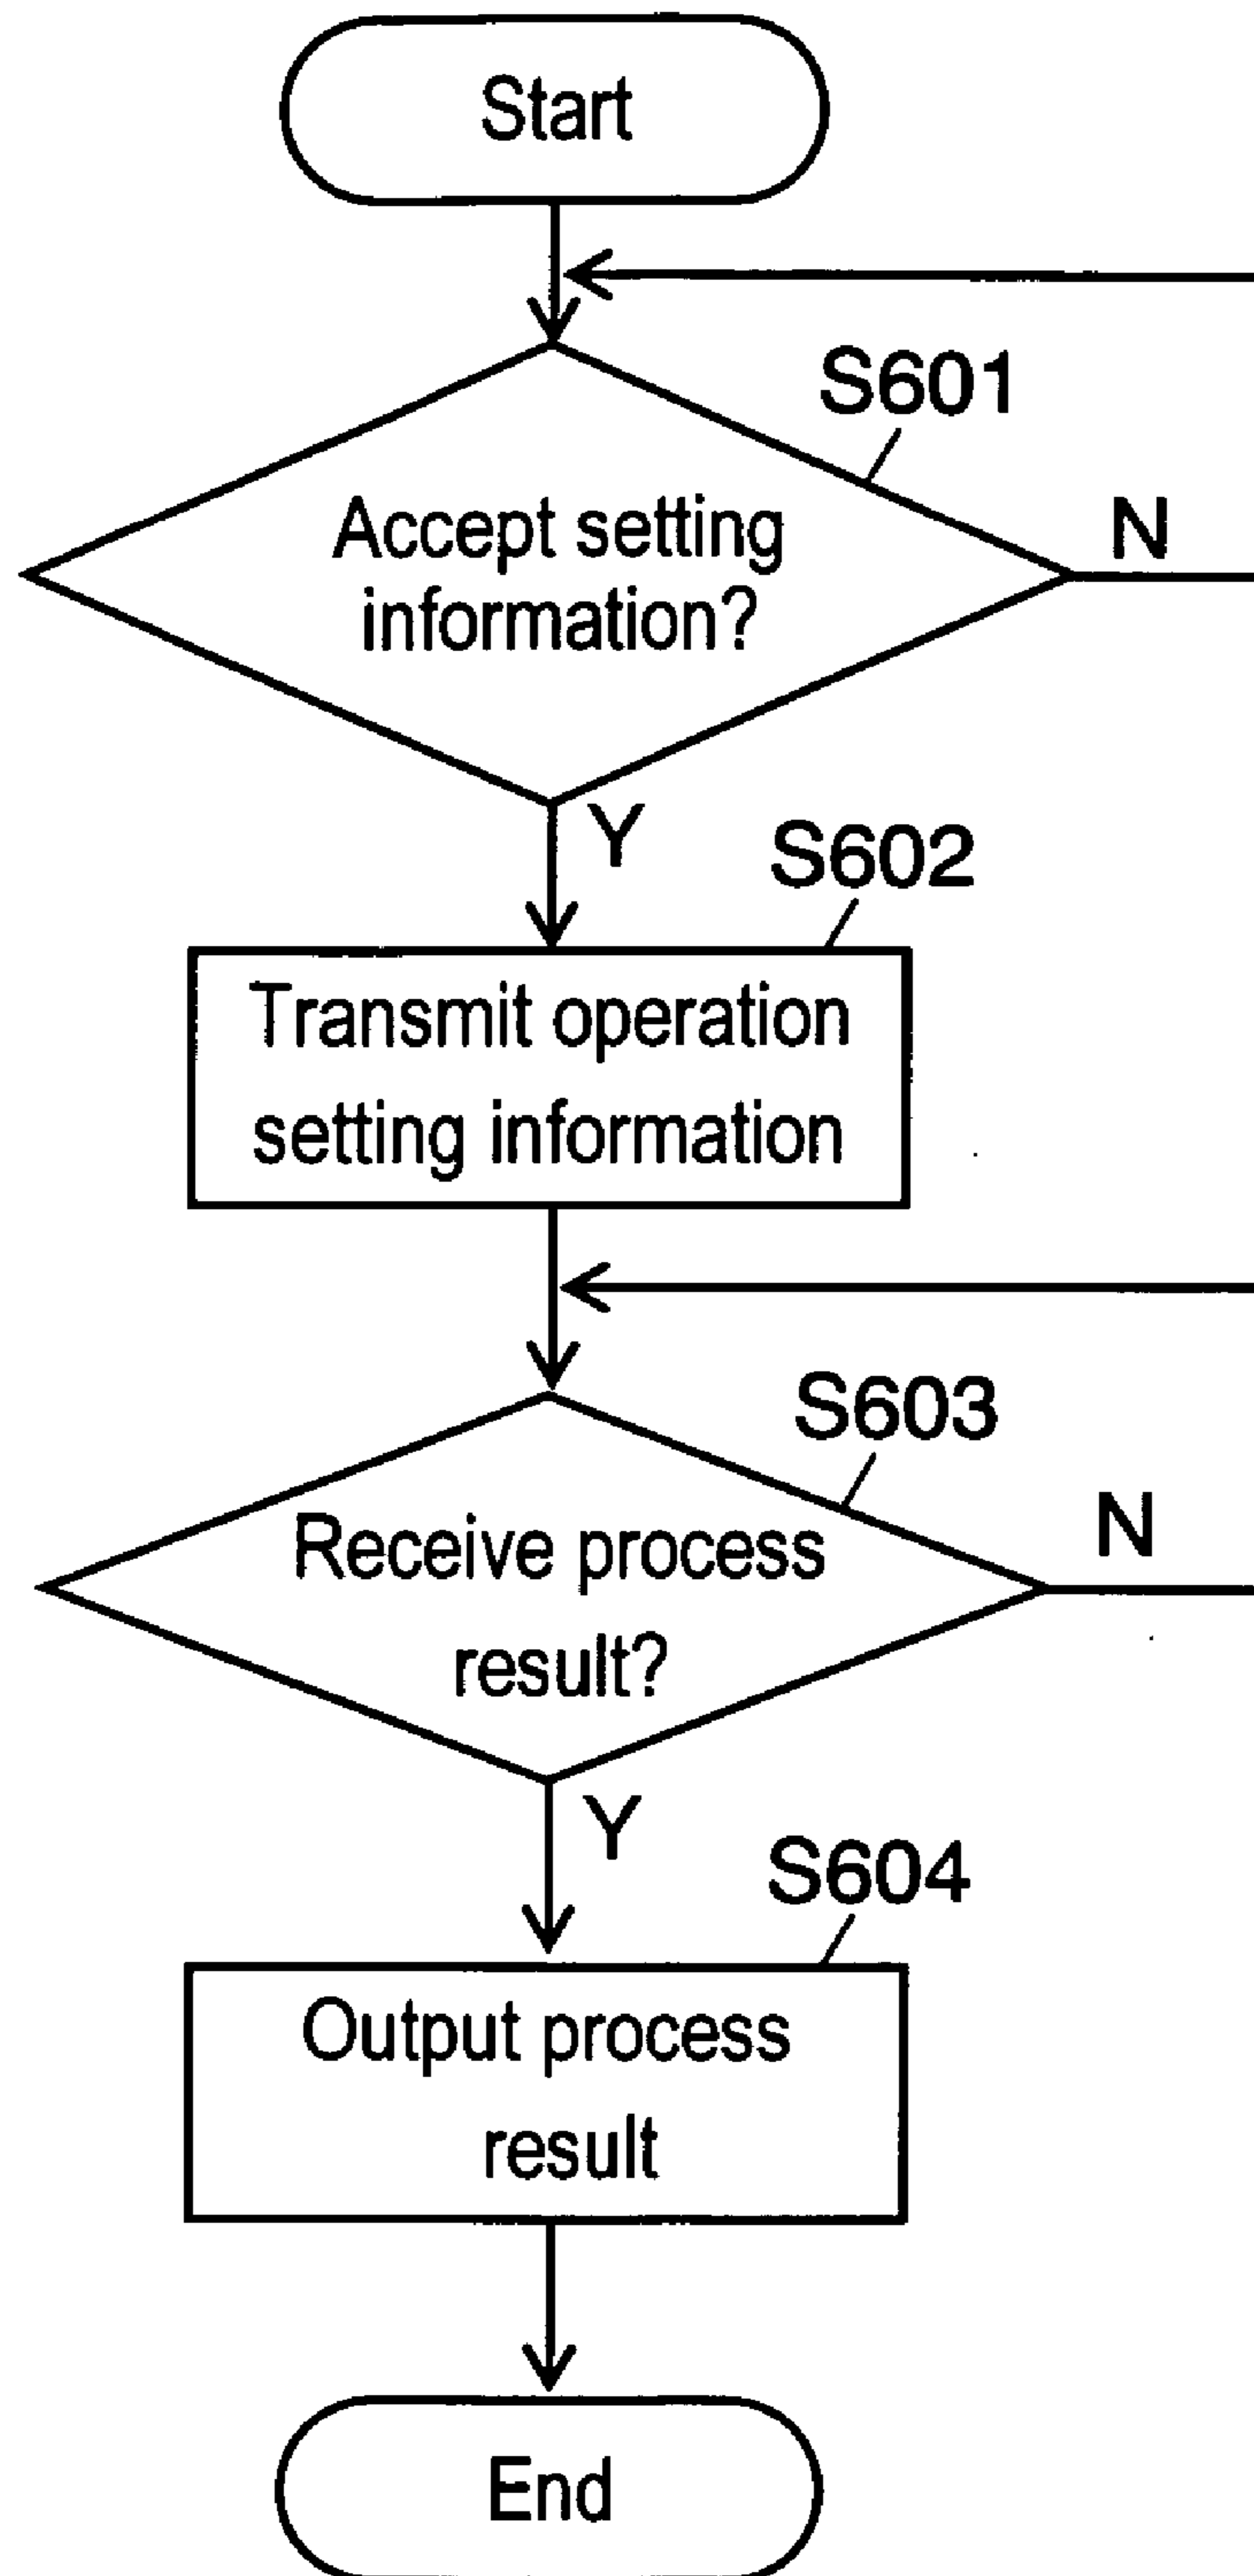 Start
S601
Accept setting
information?
N
Y
S602
Transmit operation
setting information
S603
Receive process
result?
N
Y
S604
Output process
result
End